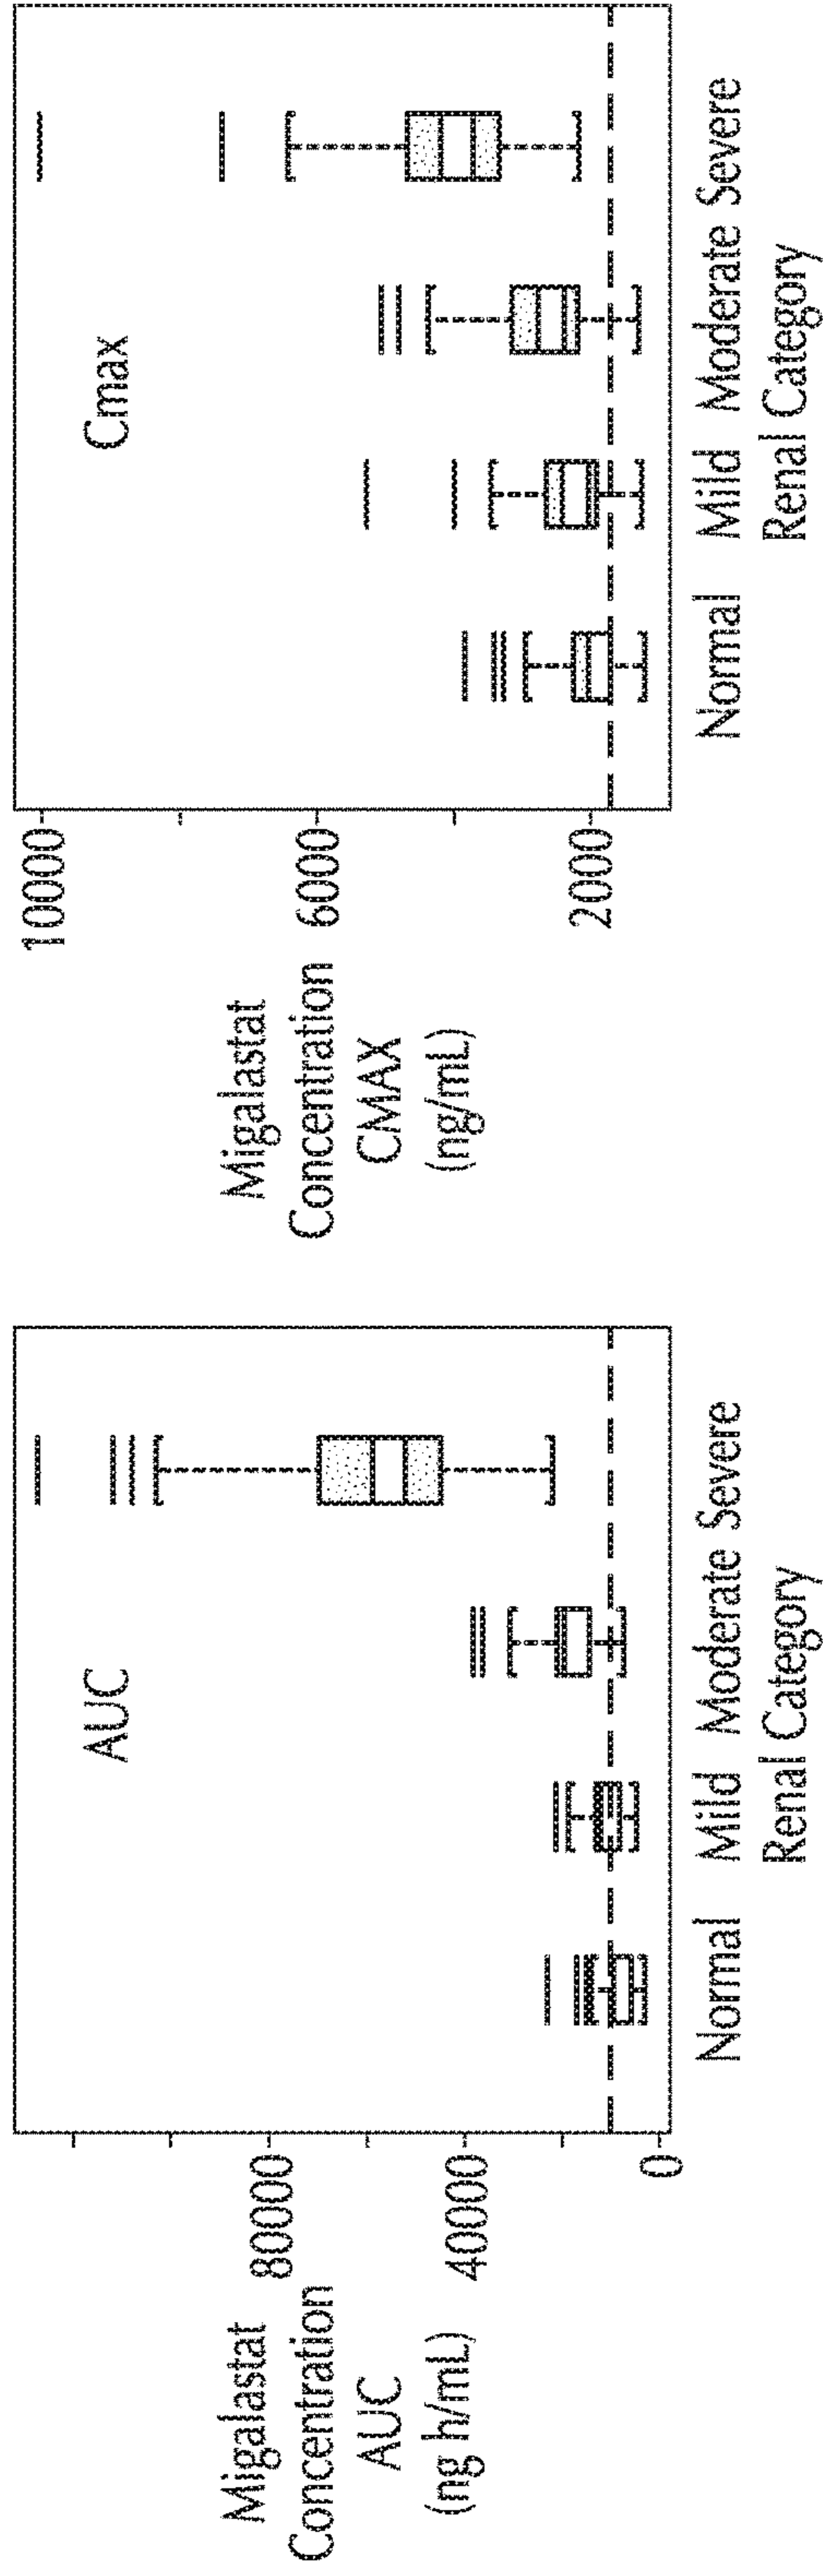 Migalastat
Concentration
AUC
(ng h/mL)
80000
40000
0
AUC
Normal Mild Moderate Severe
Renal Category
Migalastat
Concentration
CMAX
(ng/mL)
10000
6000
2000
Cmax
Normal Mild Moderate Severe
Renal Category